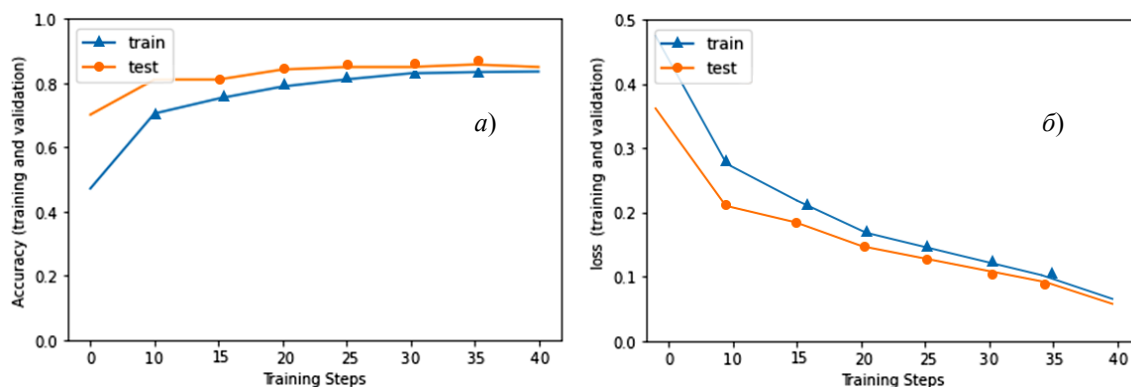 Accuracy (training and validation)
1.0
0.8
0.6
0.4
0.2
0.0
train
test
а)
0 10 15 20 25 30 35 40
Training Steps
loss (training and validation)
0.5
0.4
0.3
0.2
0.1
0.0
train
test
б)
0 10 15 20 25 30 35 40
Training Steps